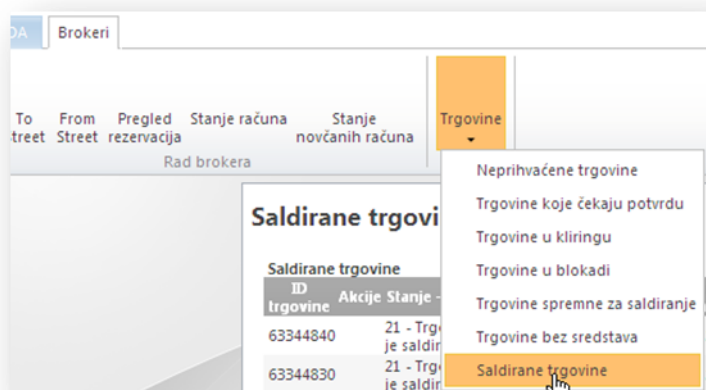 DA Brokeri
To From Pregled Stanje računa Stanje Trgovine
treet Street rezervacija novčanih računa
Rad brokera
Neprihvaćene trgovine
Trgovine koje čekaju potvrdu
Trgovine u kliringu
Trgovine u blokadi
Trgovine spremne za saldiranje
Trgovine bez sredstava
Saldirane trgovine
Saldirane trgovi
Saldirane trgovine
ID
trgovine Akcije Stanje -
63344840 21 - Trg
je saldir
63344830 21 - Trg
je saldir